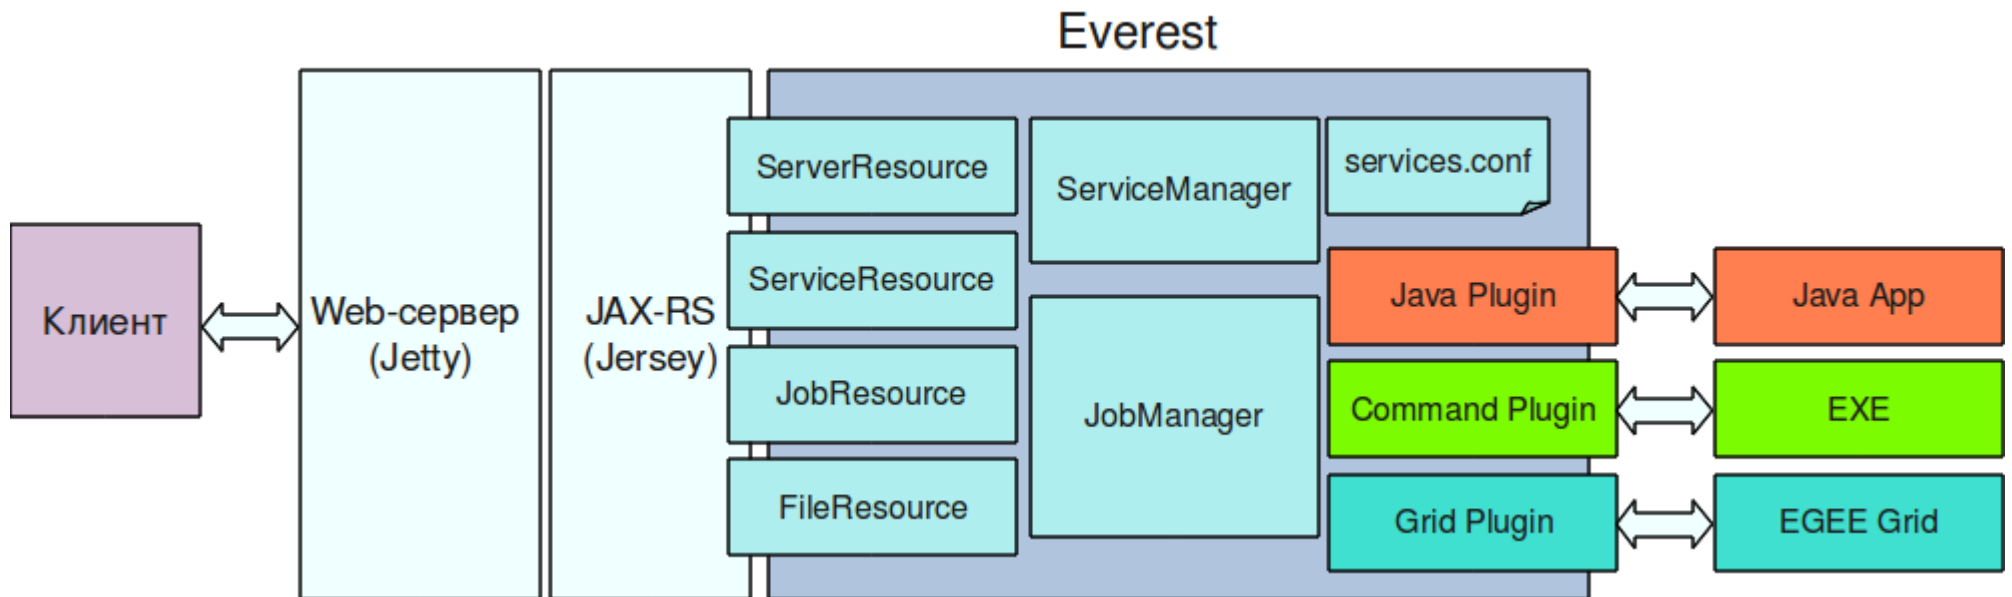 Everest
Клиент
Web-сервер
(Jetty)
JAX-RS
(Jersey)
ServerResource
ServiceResource
JobResource
FileResource
ServiceManager
JobManager
services.conf
Java Plugin
Command Plugin
Grid Plugin
Java App
EXE
EGEE Grid